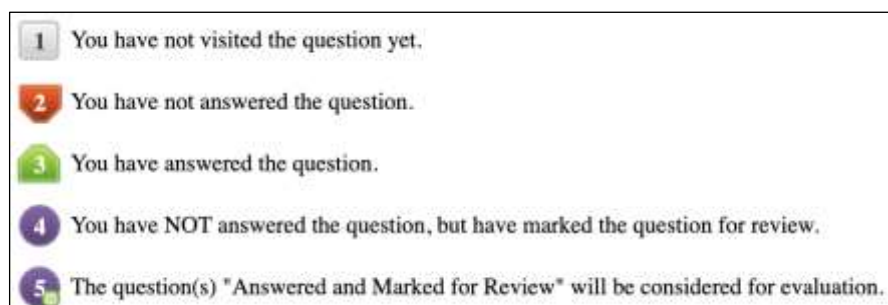 1 You have not visited the question yet.
2 You have not answered the question.
3 You have answered the question.
4 You have NOT answered the question, but have marked the question for review.
5 The question(s) "Answered and Marked for Review" will be considered for evaluation.